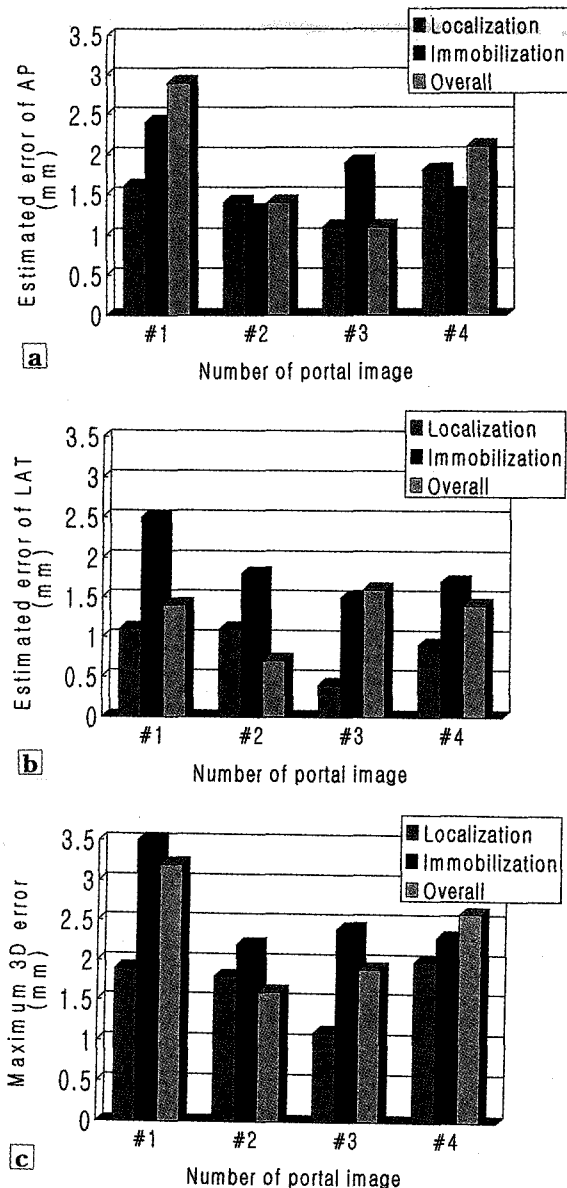 Localization
Immobilization
Overall
Estimated error of AP
(mm)
3.5
3
2.5
2
1.5
1
0.5
0
#1 #2 #3 #4
Number of portal image
a
Localization
Immobilization
Overall
Estimated error of LAT
(mm)
3.5
3
2.5
2
1.5
1
0.5
0
#1 #2 #3 #4
Number of portal image
b
Localization
Immobilization
Overall
Maximum 3D error
(mm)
3.5
3
2.5
2
1.5
1
0.5
0
#1 #2 #3 #4
Number of portal image
c